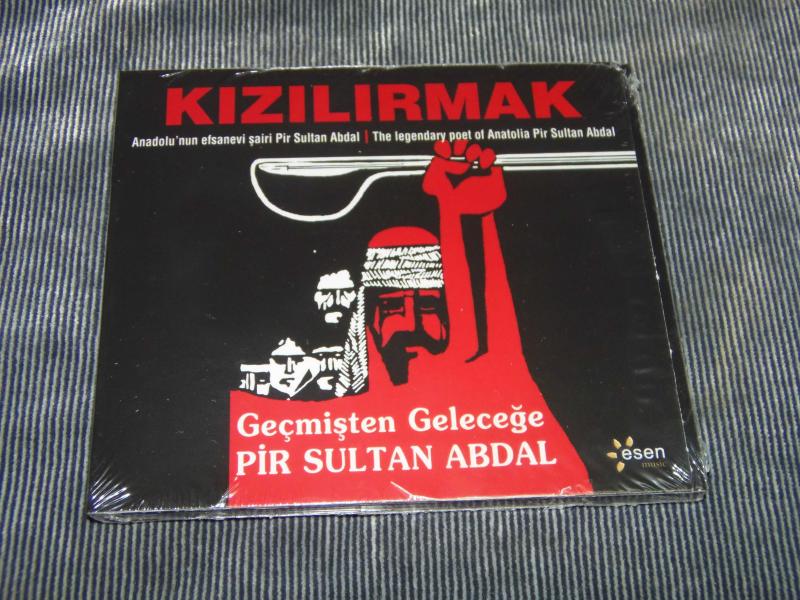 KIZILIRMAK
Anadolu'nun efsanevi şairi Pir Sultan Abdal | The legendary poet of Anatolia Pir Sultan Abdal
Geçmişten Geleceğe
PİR SULTAN ABDAL
esen
music